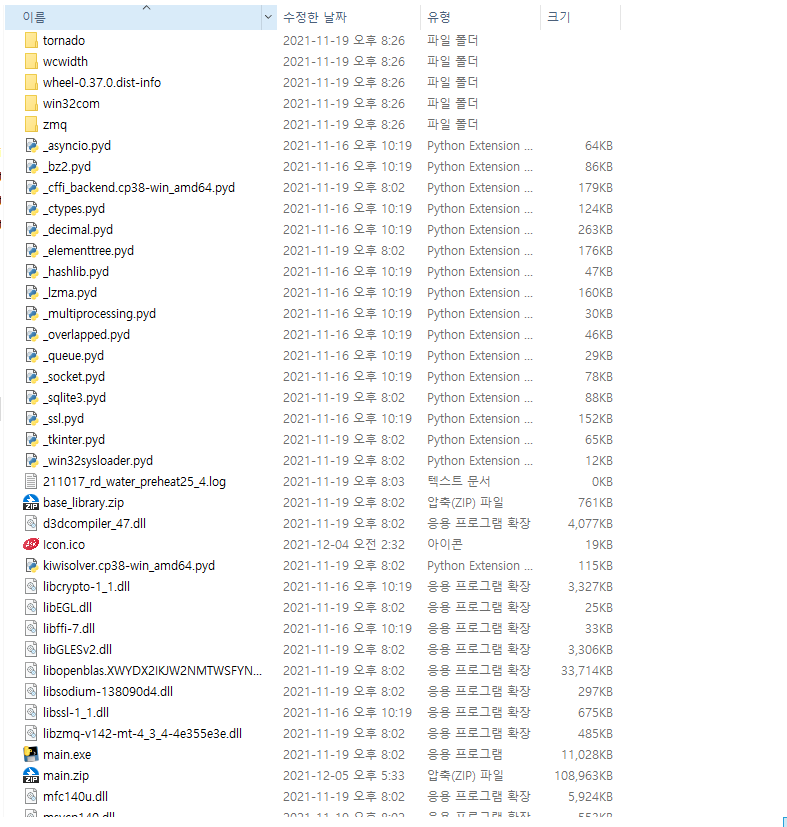 이름 수정한 날짜 유형 크기
tornado 2021-11-19 오후 8:26 파일 폴더
wcwidth 2021-11-19 오후 8:26 파일 폴더
wheel-0.37.0.dist-info 2021-11-19 오후 8:26 파일 폴더
win32com 2021-11-19 오후 8:26 파일 폴더
zmq 2021-11-19 오후 8:26 파일 폴더
_asyncio.pyd 2021-11-16 오후 10:19 Python Extension ... 64KB
_bz2.pyd 2021-11-16 오후 10:19 Python Extension ... 86KB
_cffi_backend.cp38-win_amd64.pyd 2021-11-19 오후 8:02 Python Extension ... 179KB
_ctypes.pyd 2021-11-16 오후 10:19 Python Extension ... 124KB
_decimal.pyd 2021-11-16 오후 10:19 Python Extension ... 263KB
_elementtree.pyd 2021-11-19 오후 8:02 Python Extension ... 176KB
_hashlib.pyd 2021-11-16 오후 10:19 Python Extension ... 47KB
_lzma.pyd 2021-11-16 오후 10:19 Python Extension ... 160KB
_multiprocessing.pyd 2021-11-16 오후 10:19 Python Extension ... 30KB
_overlapped.pyd 2021-11-16 오후 10:19 Python Extension ... 46KB
_queue.pyd 2021-11-16 오후 10:19 Python Extension ... 29KB
_socket.pyd 2021-11-16 오후 10:19 Python Extension ... 78KB
_sqlite3.pyd 2021-11-19 오후 8:02 Python Extension ... 88KB
_ssl.pyd 2021-11-16 오후 10:19 Python Extension ... 152KB
_tkinter.pyd 2021-11-19 오후 8:02 Python Extension ... 65KB
_win32sysloader.pyd 2021-11-19 오후 8:02 Python Extension ... 12KB
211017_rd_water_preheat25_4.log 2021-11-19 오후 8:03 텍스트 문서 0KB
base_library.zip 2021-11-19 오후 8:02 압축(ZIP) 파일 761KB
d3dcompiler_47.dll 2021-11-19 오후 8:02 응용 프로그램 확장 4,077KB
Icon.ico 2021-12-04 오전 2:32 아이콘 19KB
kiwisolver.cp38-win_amd64.pyd 2021-11-19 오후 8:02 Python Extension ... 115KB
libcrypto-1_1.dll 2021-11-16 오후 10:19 응용 프로그램 확장 3,327KB
libEGL.dll 2021-11-19 오후 8:02 응용 프로그램 확장 25KB
libffi-7.dll 2021-11-16 오후 10:19 응용 프로그램 확장 33KB
libGLESv2.dll 2021-11-19 오후 8:02 응용 프로그램 확장 3,306KB
libopenblas.XWYDX2IKJW2NMTWSFYN... 2021-11-19 오후 8:02 응용 프로그램 확장 33,714KB
libsodium-138090d4.dll 2021-11-19 오후 8:02 응용 프로그램 확장 297KB
libssl-1_1.dll 2021-11-16 오후 10:19 응용 프로그램 확장 675KB
libzmq-v142-mt-4_3_4-4e355e3e.dll 2021-11-19 오후 8:02 응용 프로그램 확장 485KB
main.exe 2021-11-19 오후 8:02 응용 프로그램 11,028KB
main.zip 2021-12-05 오후 5:33 압축(ZIP) 파일 108,963KB
mfc140u.dll 2021-11-19 오후 8:02 응용 프로그램 확장 5,924KB